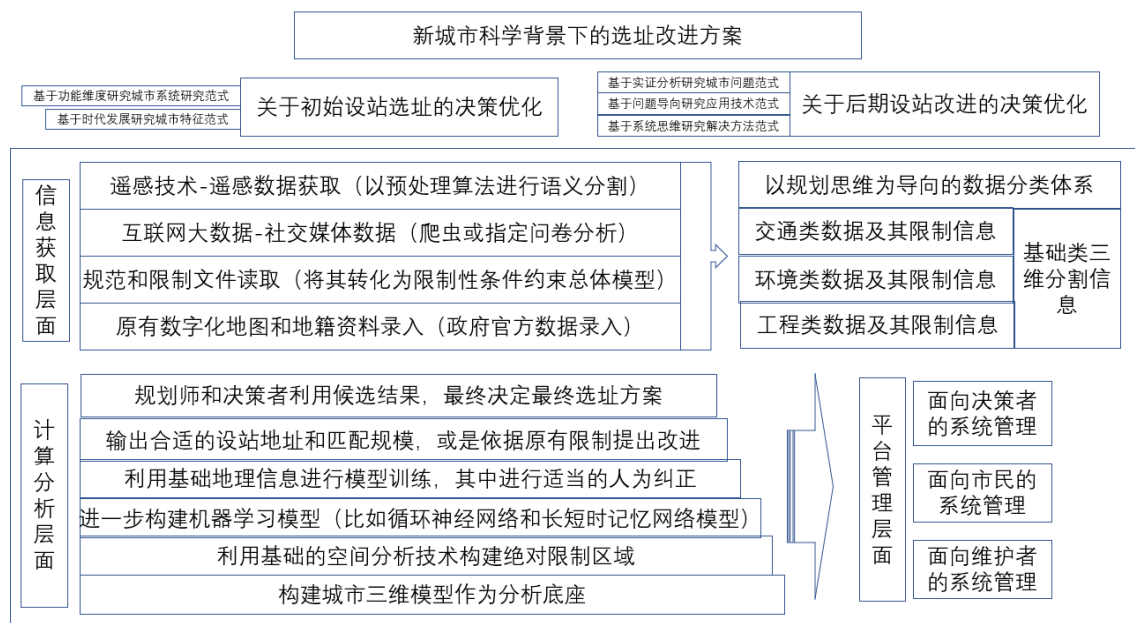 新城市科学背景下的选址改进方案
基于功能维度研究城市系统研究范式
基于时代发展研究城市特征范式
关于初始设站选址的决策优化
基于实证分析研究城市问题范式
基于问题导向研究应用技术范式
基于系统思维研究解决方法范式
关于后期设站改进的决策优化
信息获取层面
遥感技术-遥感数据获取（以预处理算法进行语义分割）
互联网大数据-社交媒体数据（爬虫或指定问卷分析）
规范和限制文件读取（将其转化为限制性条件约束总体模型）
原有数字化地图和地籍资料录入（政府官方数据录入）
以规划思维为导向的数据分类体系
交通类数据及其限制信息
环境类数据及其限制信息
工程类数据及其限制信息
基础类三
维分割信
息
计算分析层面
规划师和决策者利用候选结果，最终决定最终选址方案
输出合适的设站地址和匹配规模，或是依据原有限制提出改进
利用基础地理信息进行模型训练，其中进行适当的人为纠正
进一步构建机器学习模型（比如循环神经网络和长短时记忆网络模型）
利用基础的空间分析技术构建绝对限制区域
构建城市三维模型作为分析底座
平台管理层面
面向决策者
的系统管理
面向市民的
系统管理
面向维护者
的系统管理